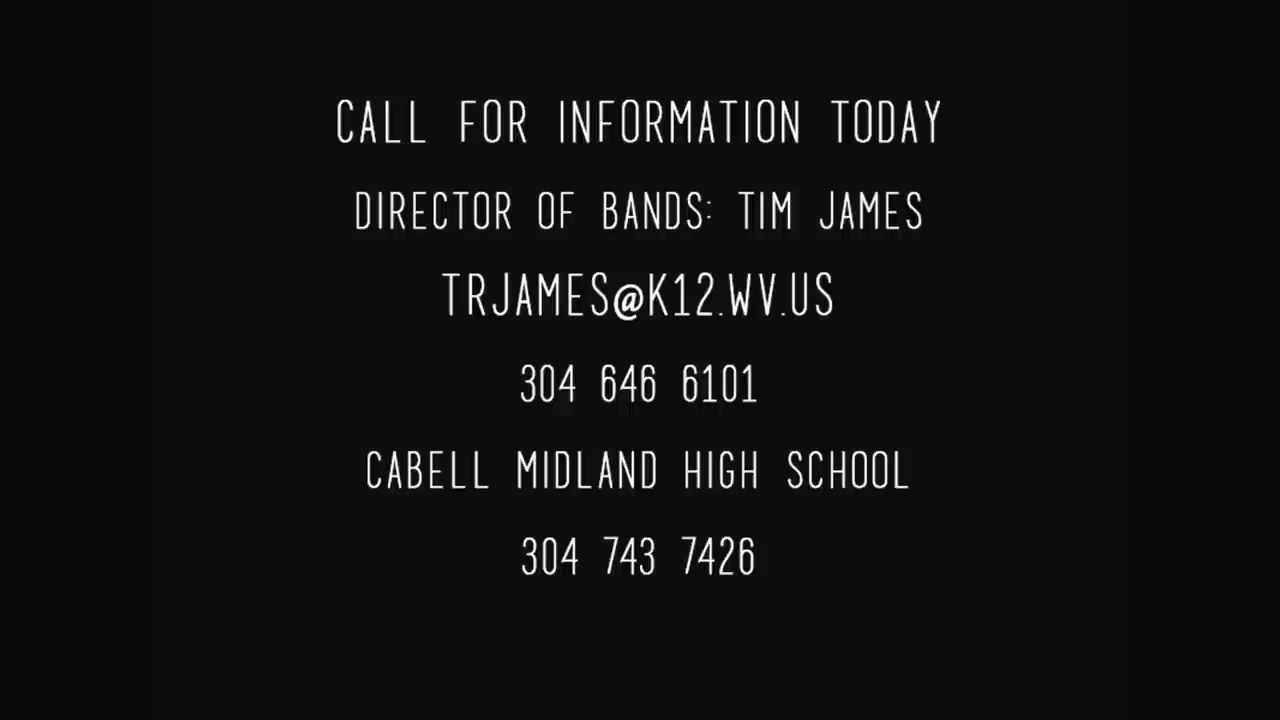 CALL FOR INFORMATION TODAY
DIRECTOR OF BANDS: TIM JAMES
TRJAMES@K12.WV.US
304 646 6101
CABELL MIDLAND HIGH SCHOOL
304 743 7426